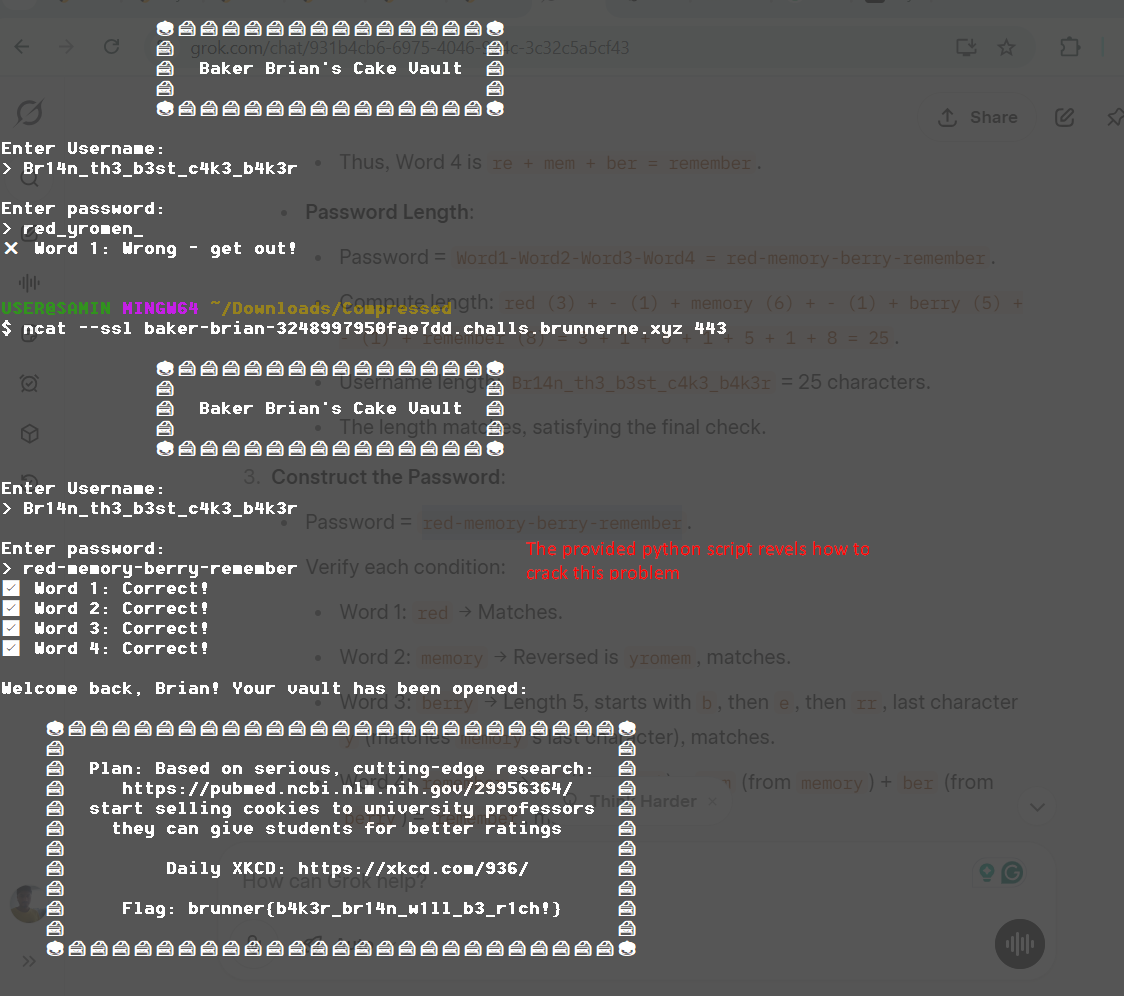 grok.com/chat/931b4cb6-6975-4046-
c-3c32c5a5cf43
Baker Brian's Cake Vault
Share
Enter Username:
> Br14n_th3_b3st_c4k3_b4k3r
Thus, Word 4 is re + mem + ber = remember.
Enter password:
> red_yromen_
❌ Word 1: Wrong - get out!
Password Length:
Password = Word1-Word2-Word3-Word4 = red-memory-berry-remember.
USER@SAMIN MINGW64 ~/Downloads/Compressed
Compute length: red (3) + - (1) + memory (6) + - (1) + berry (5) +
$ ncat --ssl baker-brian-3248997950fae7dd.challs.brunnerne.xyz 443
- (1) + remember (8) = 3 + 1 + 6 + 1 + 5 + 1 + 8 = 25.
Username length: Br14n_th3_b3st_c4k3_b4k3r = 25 characters.
Baker Brian's Cake Vault
The length matches, satisfying the final check.
3. Construct the Password:
Enter Username:
> Br14n_th3_b3st_c4k3_b4k3r
Password = red-memory-berry-remember.
Enter password:
> red-memory-berry-remember
Verify each condition:
The provided python script revels how to
crack this problem
☑ Word 1: Correct!
☑ Word 2: Correct!
☑ Word 3: Correct!
☑ Word 4: Correct!
Word 1: red → Matches.
Word 2: memory → Reversed is yromem, matches.
Welcome back, Brian! Your vault has been opened:
Word 3: berry → Length 5, starts with b, then e, then rr, last character
y (matches memory's last character), matches.
Plan: Based on serious, cutting-edge research:
https://pubmed.ncbi.nlm.nih.gov/29956364/
start selling cookies to university professors
they can give students for better ratings
Word 4:
(from memory) + ber (from
berry) = remember
Think Harder ×
Daily XKCD: https://xkcd.com/936/
How can Grok help?
Flag: brunner{b4k3r_br14n_w1ll_b3_r1ch!}